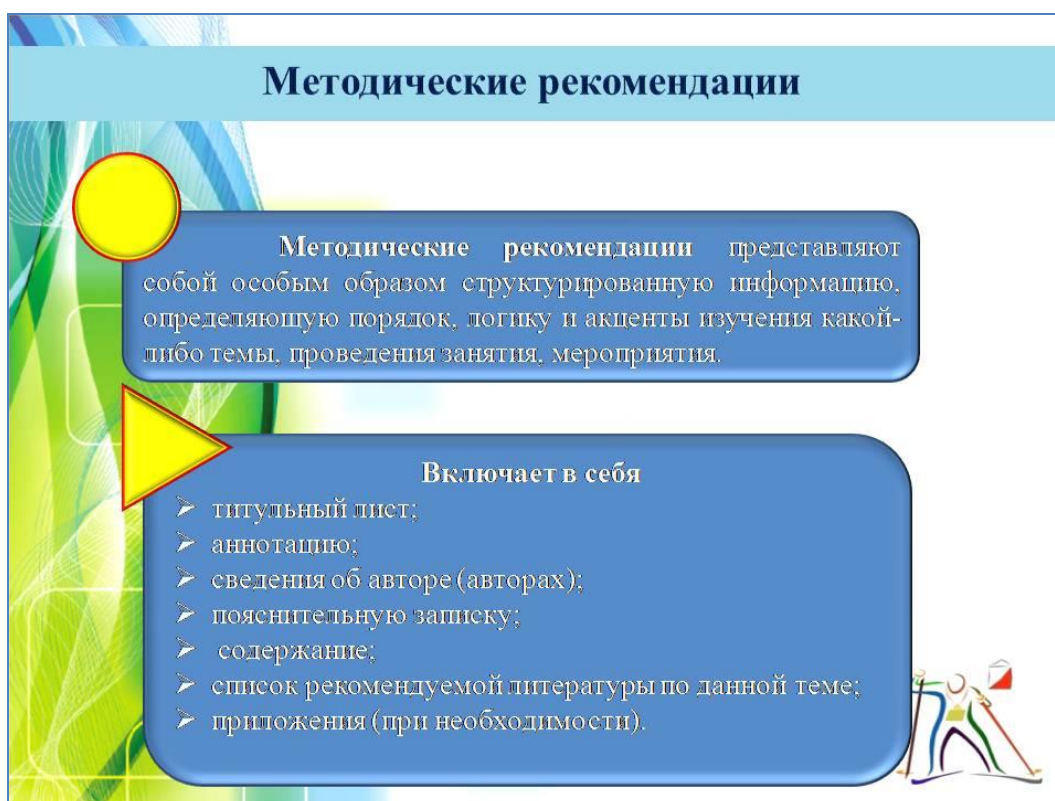 Методические рекомендации
Методические рекомендации представляют
собой особым образом структурированную информацию,
определяющую порядок, логику и акценты изучения какой-
либо темы, проведения занятия, мероприятия.
Включает в себя
титульный лист;
аннотацию;
сведения об авторе (авторах);
пояснительную записку;
содержание;
список рекомендуемой литературы по данной теме;
приложения (при необходимости).